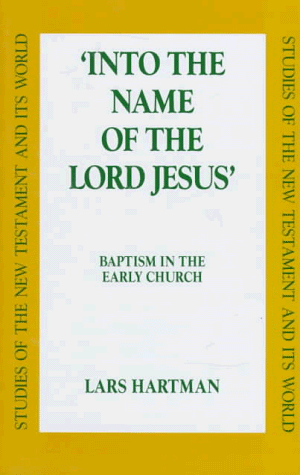 'INTO THE
NAME
OF THE
LORD JESUS'
BAPTISM IN THE
EARLY CHURCH
LARS HARTMAN
STUDIES OF THE NEW TESTAMENT AND ITS WORLD
STUDIES OF THE NEW TESTAMENT AND ITS WORLD